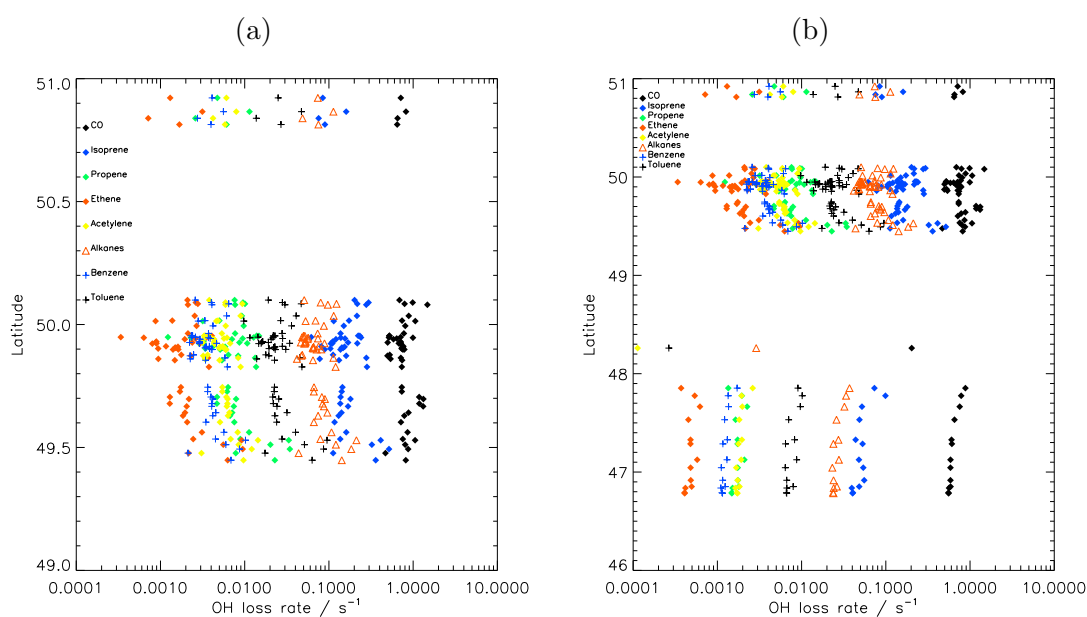 (a)
51.0
50.5
50.0
49.5
49.0
Latitude
CO
Isoprene
Propene
Ethene
Acetylene
Alkanes
Benzene
Toluene
0.0001 0.0010 0.0100 0.1000 1.0000 10.0000
OH loss rate / s⁻¹
(b)
51
50
49
48
47
46
Latitude
CO
Isoprene
Propene
Ethene
Acetylene
Alkanes
Benzene
Toluene
0.0001 0.0010 0.0100 0.1000 1.0000 10.0000
OH loss rate / s⁻¹